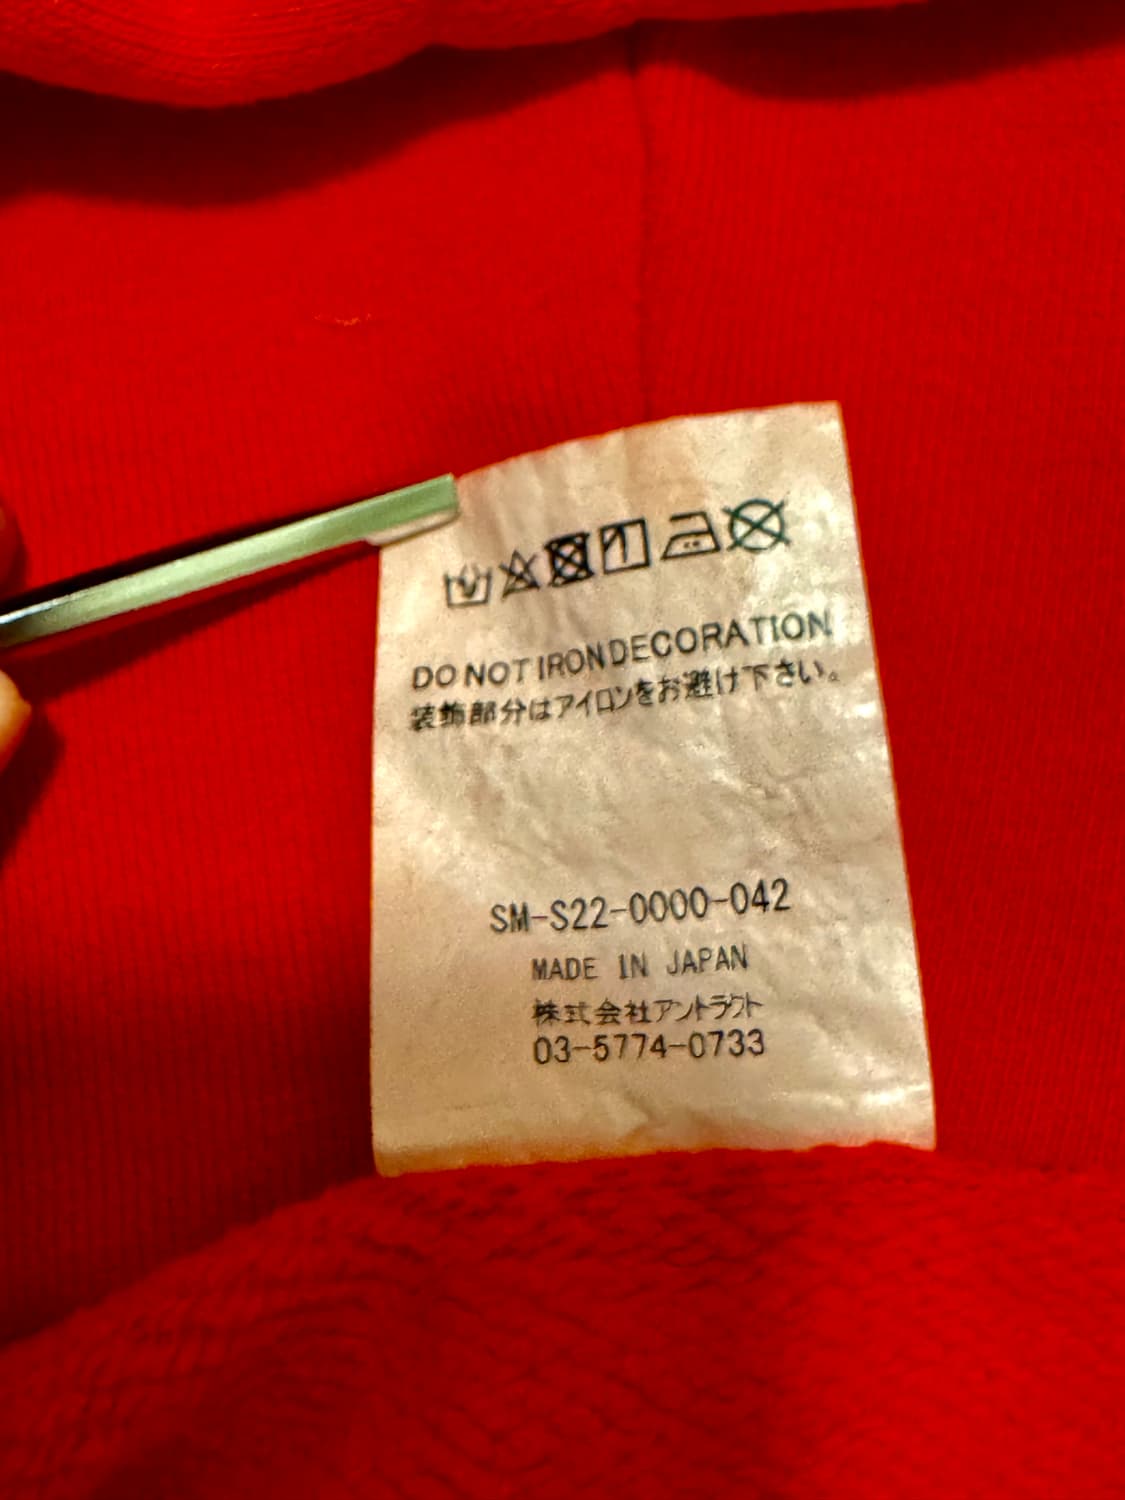 DO NOT IRON DECORATION
装飾部分はアイロンをお避け下さい。
SM-S22-0000-042
MADE IN JAPAN
株式会社アントラクト
03-5774-0733